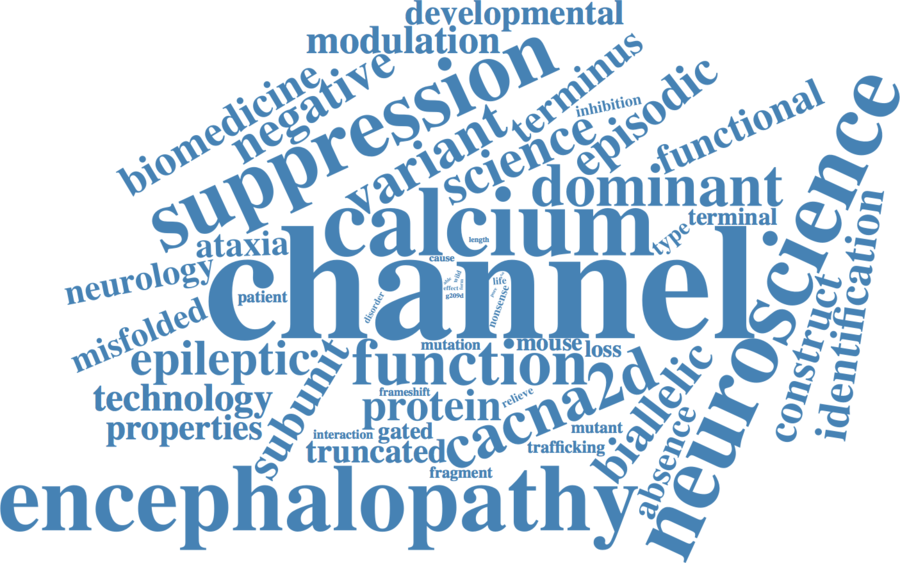 developmental
modulation
suppression
negative
biomedicine
variant
terminus
inhibition
science
episodic
functional
neuroscience
dominant
calcium
channel
type
terminal
length
cause
ataxia
neurology
patient
misfolded
disorder
effect
wild
g209d
life
nonsense
identification
construct
epileptic
subunit
function
mutation
mouse
loss
technology
properties
frameshift
protein
relieve
cacna2d
biallelic
absence
interaction
gated
truncated
mutant
trafficking
fragment
encephalopathy